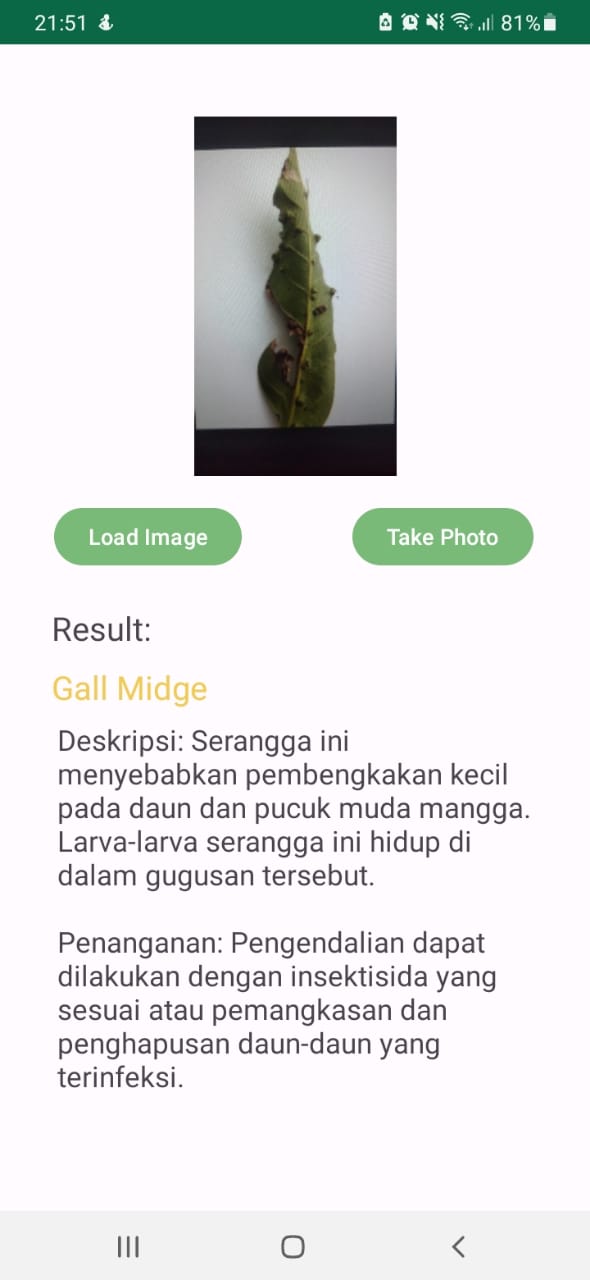 21:51
81%
Load Image
Take Photo
Result:
Gall Midge
Deskripsi: Serangga ini
menyebabkan pembengkakan kecil
pada daun dan pucuk muda mangga.
Larva-larva serangga ini hidup di
dalam gugusan tersebut.
Penanganan: Pengendalian dapat
dilakukan dengan insektisida yang
sesuai atau pemangkasan dan
penghapusan daun-daun yang
terinfeksi.